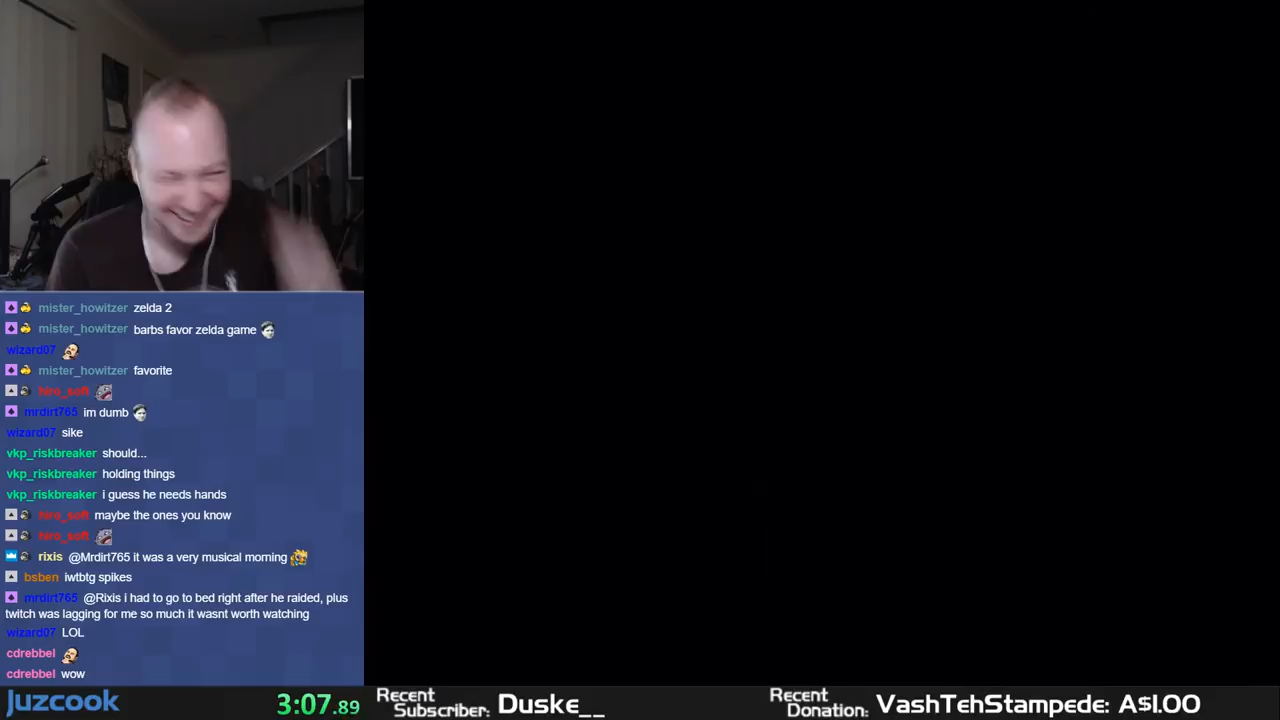 mister_howitzer zelda 2
mister_howitzer barbs favor zelda game
wizard07
mister_howitzer favorite
hiro_soft
mrdirt765 im dumb
wizard07 sike
vkp_riskbreaker should...
vkp_riskbreaker holding things
vkp_riskbreaker i guess he needs hands
hiro_soft maybe the ones you know
hiro_soft
rixis @Mrdirt765 it was a very musical morning
bsben iwtbtg spikes
mrdirt765 @Rixis i had to go to bed right after he raided, plus
twitch was lagging for me so much it wasnt worth watching
wizard07 LOL
cdrebbel
cdrebbel wow
Juzcook 3:07.89
Recent
Subscriber: Duske__
Recent
Donation: VashTehStampede: A$1.00